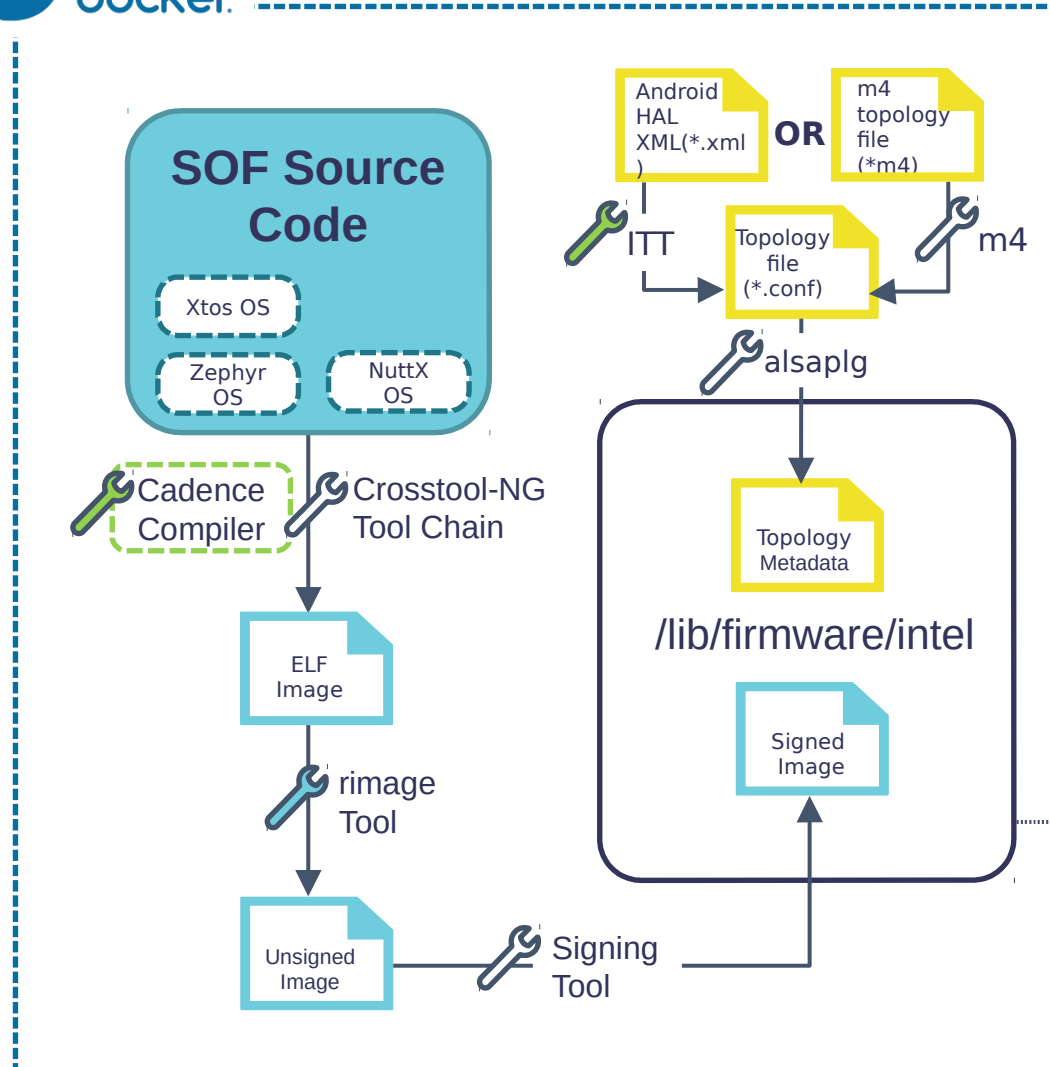 docker.
SOF Source
Code
Xtos OS
Zephyr
OS
NuttX
OS
Cadence
Compiler
Crosstool-NG
Tool Chain
ELF
Image
rimage
Tool
Unsigned
Image
Signing
Tool
Android
HAL
XML(*.xml
)
OR
m4
topology
file
(*m4)
ITT
m4
Topology
file
(*.conf)
alsaplg
Topology
Metadata
/lib/firmware/intel
Signed
Image